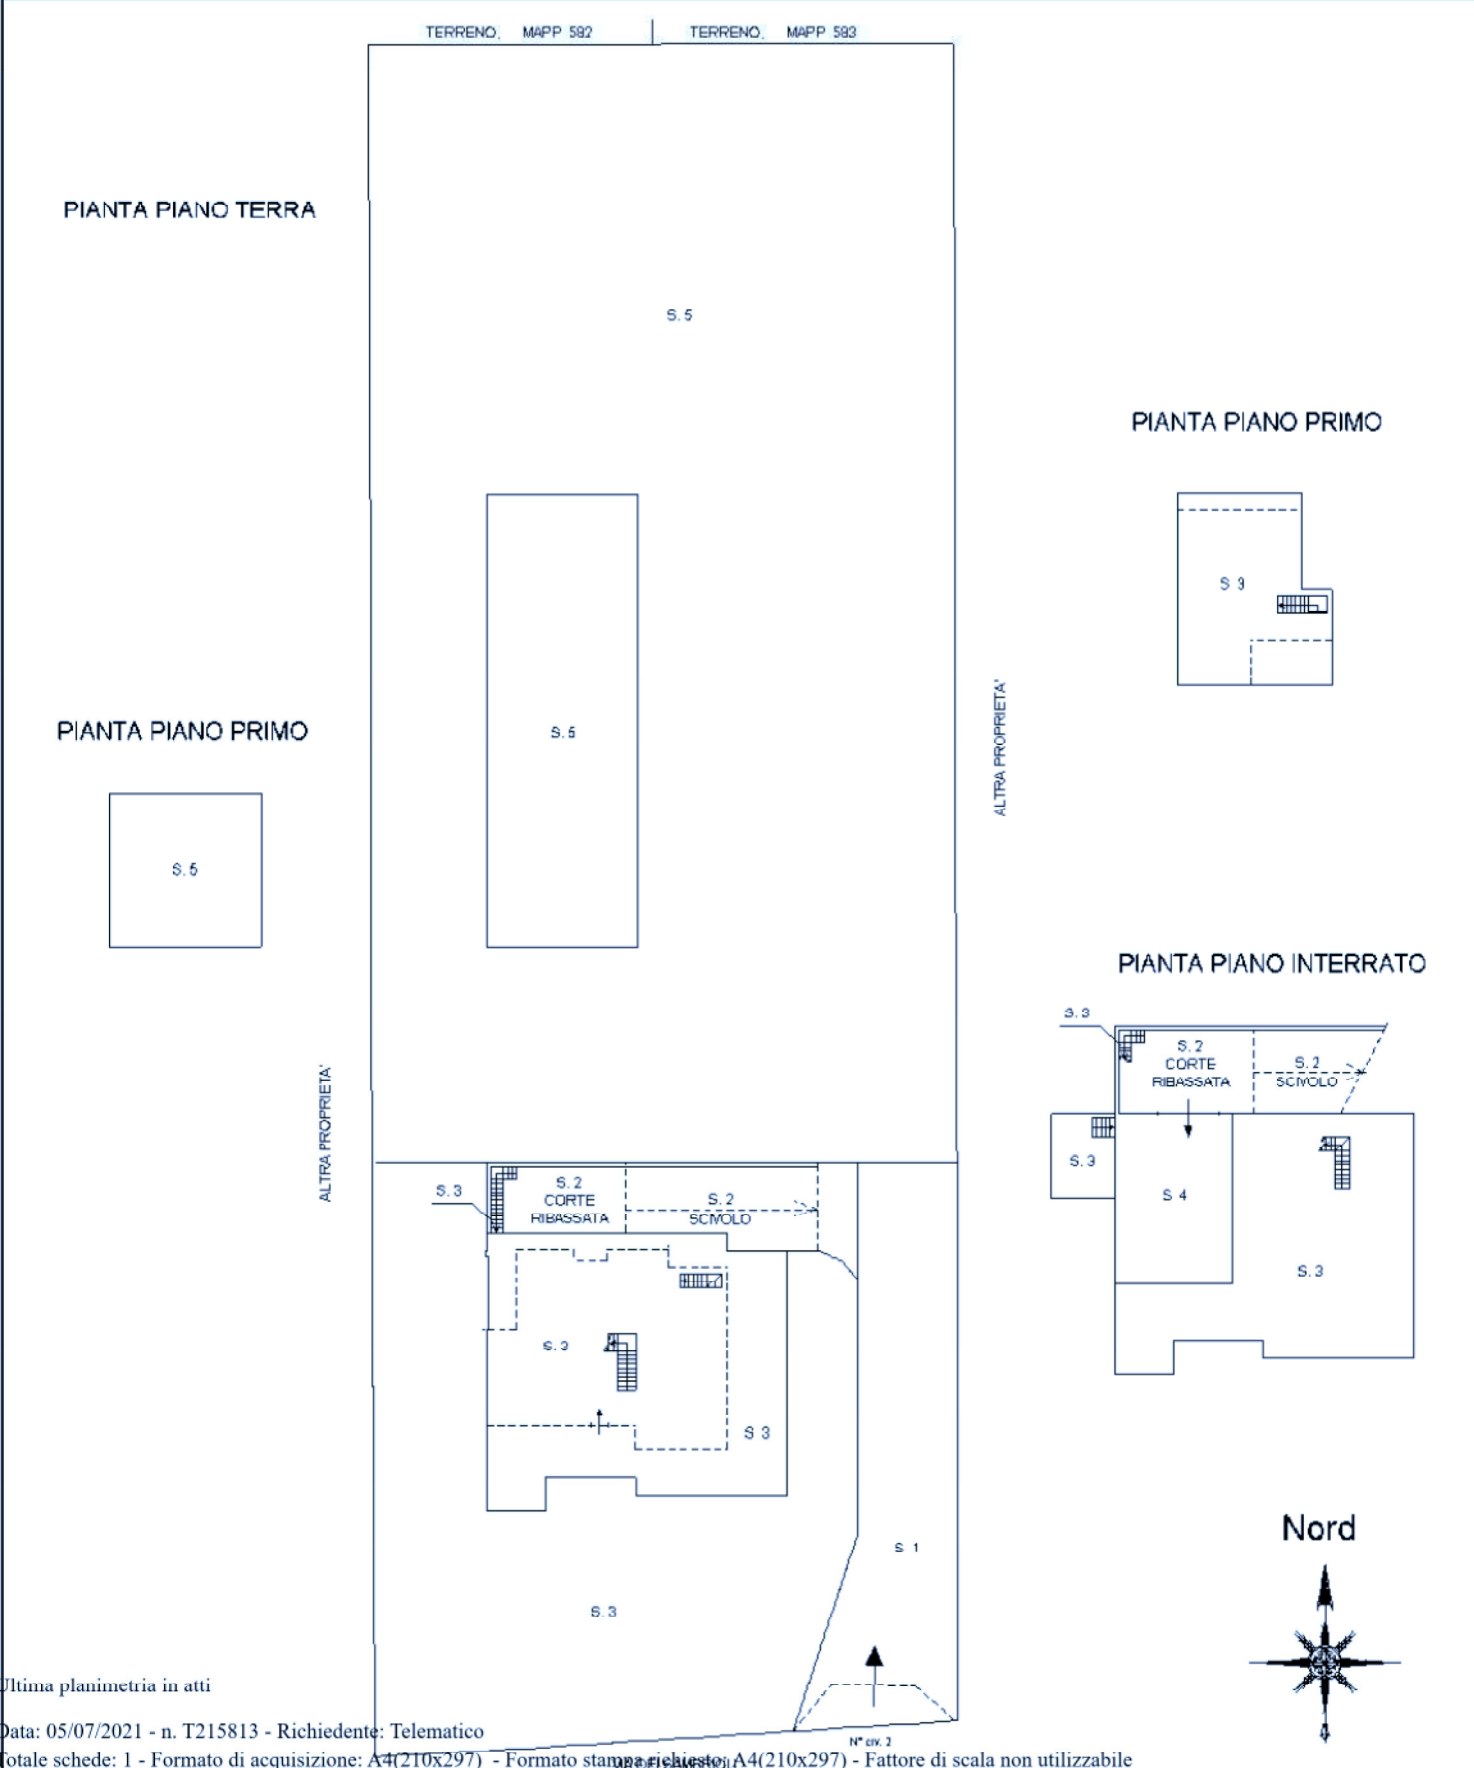 TERRENO. MAPP 582
TERRENO. MAPP 583
PIANTA PIANO TERRA
S.5
PIANTA PIANO PRIMO
S 3
PIANTA PIANO PRIMO
S.5
ALTRA PROPRIETA'
S.5
PIANTA PIANO INTERRATO
S.3
S.2
CORTE
RIBASSATA
S.2
SCIVOLO
S.3
S 4
S.3
ALTRA PROPRIETA'
S.3
S.2
CORTE
RIBASSATA
S.2
SCIVOLO
S.3
S 3
S 1
S.3
Nord
Ultima planimetria in atti
Data: 05/07/2021 - n. T215813 - Richiedente: Telematico
N° civ. 2
Totale schede: 1 - Formato di acquisizione: A4(210x297) - Formato stampa richiesto: A4(210x297) - Fattore di scala non utilizzabile